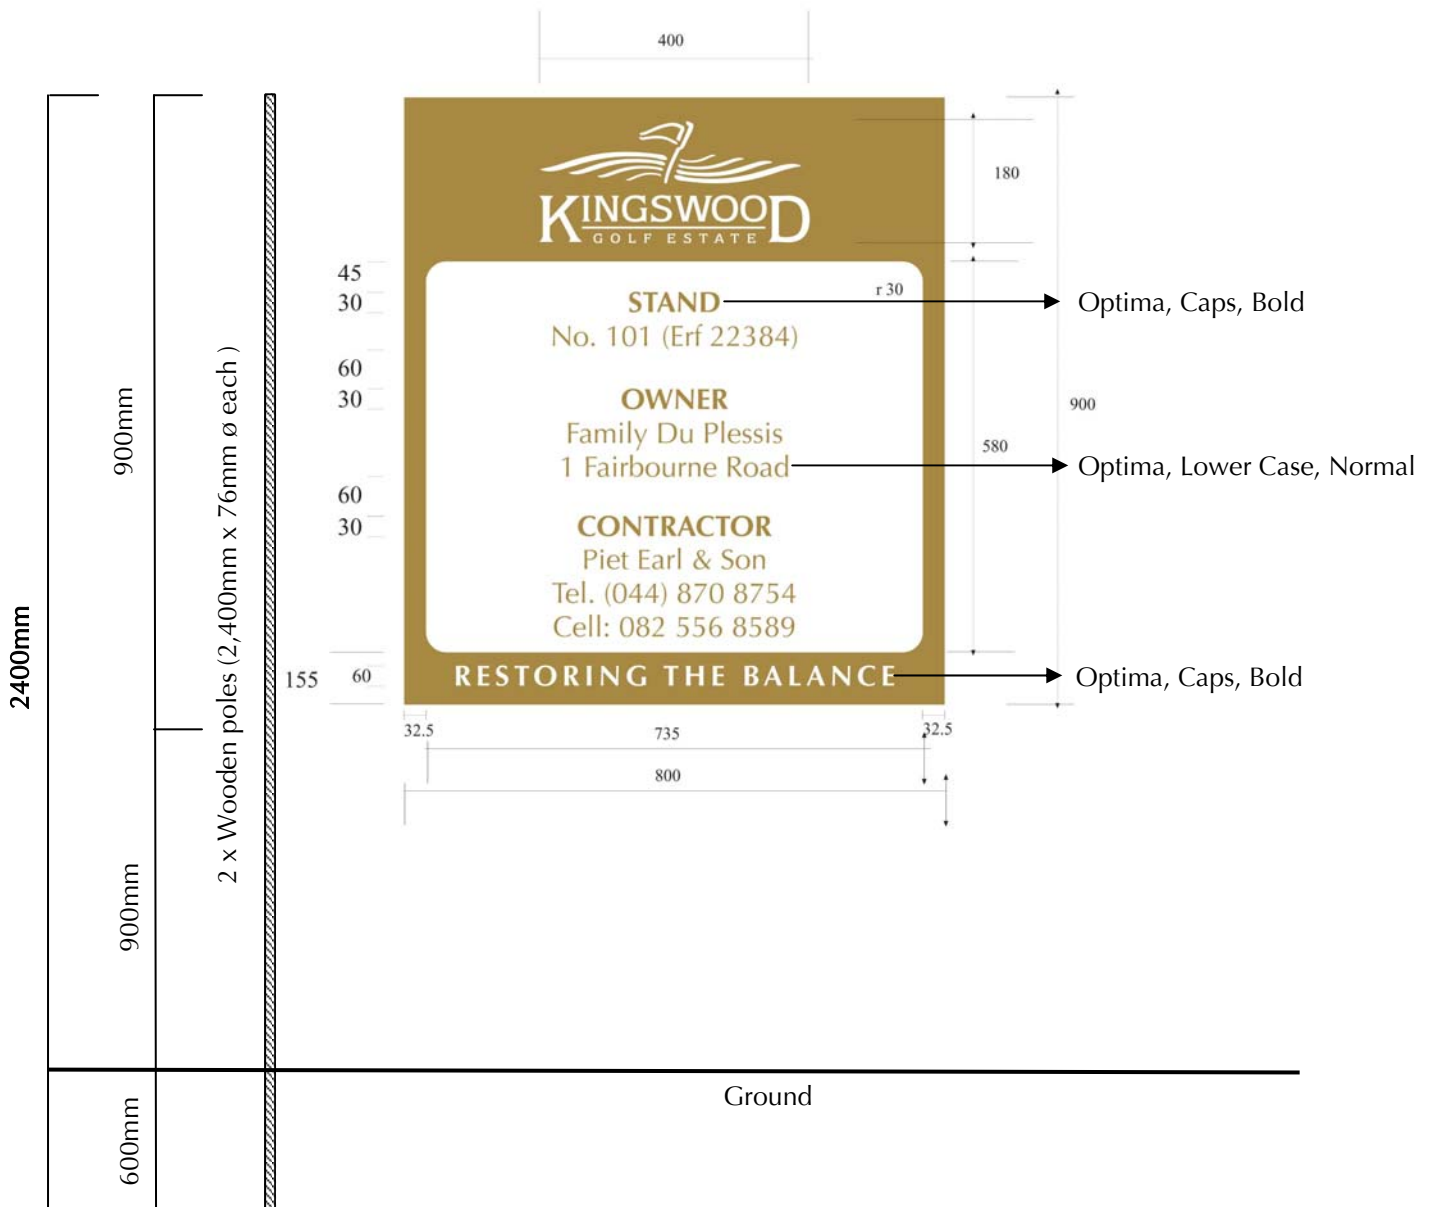 400
180
KINGSWOOD
GOLF ESTATE
45
30
r 30
STAND
Optima, Caps, Bold
No. 101 (Erf 22384)
60
30
OWNER
900
Family Du Plessis
580
1 Fairbourne Road
Optima, Lower Case, Normal
60
30
CONTRACTOR
Piet Earl & Son
Tel. (044) 870 8754
Cell: 082 556 8589
155
60
RESTORING THE BALANCE
Optima, Caps, Bold
32.5
735
32.5
800
2400mm
900mm
900mm
600mm
2 x Wooden poles (2,400mm x 76mm ø each )
Ground